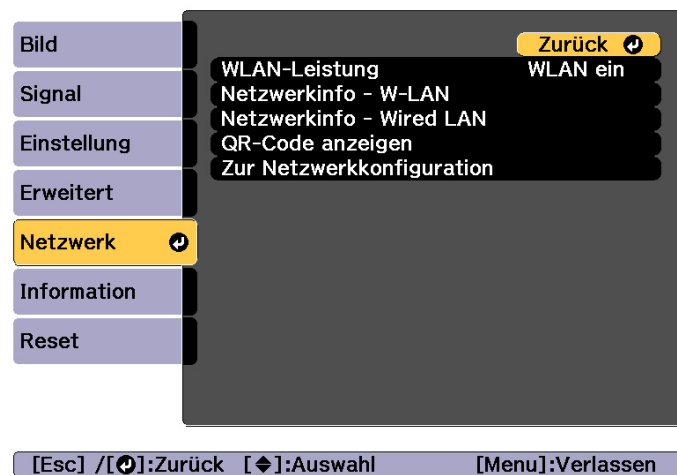 Bild
Signal
Einstellung
Erweitert
Netzwerk
Information
Reset
Zurück
WLAN-Leistung WLAN ein
Netzwerkinfo - W-LAN
Netzwerkinfo - Wired LAN
QR-Code anzeigen
Zur Netzwerkkonfiguration
[Esc] /[⏎]:Zurück [◆]:Auswahl [Menu]:Verlassen